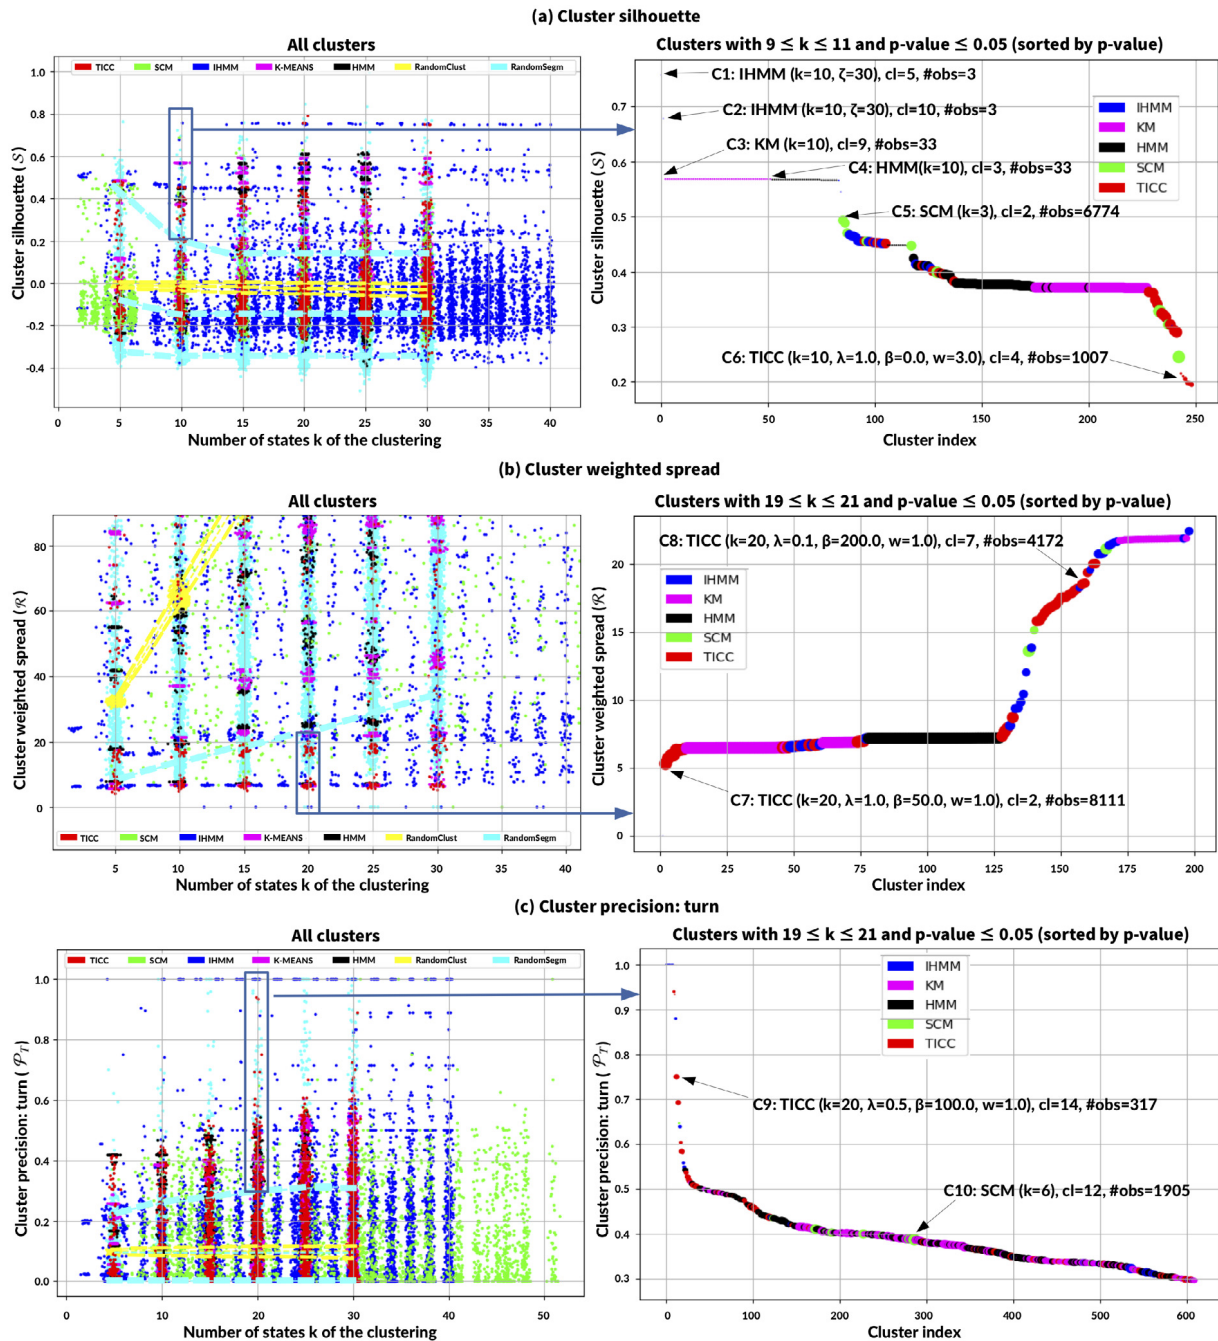 (a) Cluster silhouette
All clusters
TICC SCM IHMM K-MEANS HMM RandomClust RandomSegm
1.0
0.8
0.6
0.4
0.2
0.0
-0.2
-0.4
Cluster silhouette (S)
0 5 10 15 20 25 30 35 40
Number of states k of the clustering
Clusters with 9 ≤ k ≤ 11 and p-value ≤ 0.05 (sorted by p-value)
C1: IHMM (k=10, ζ=30), cl=5, #obs=3
C2: IHMM (k=10, ζ=30), cl=10, #obs=3
C3: KM (k=10), cl=9, #obs=33
C4: HMM(k=10), cl=3, #obs=33
C5: SCM (k=3), cl=2, #obs=6774
C6: TICC (k=10, λ=1.0, β=0.0, w=3.0), cl=4, #obs=1007
IHMM
KM
HMM
SCM
TICC
0.7
0.6
0.5
0.4
0.3
0.2
Cluster silhouette (S)
0 50 100 150 200 250
Cluster index
(b) Cluster weighted spread
All clusters
80
60
40
20
0
Cluster weighted spread (R)
TICC SCM IHMM K-MEANS HMM RandomClust RandomSegm
5 10 15 20 25 30 35 40
Number of states k of the clustering
Clusters with 19 ≤ k ≤ 21 and p-value ≤ 0.05 (sorted by p-value)
C8: TICC (k=20, λ=0.1, β=200.0, w=1.0), cl=7, #obs=4172
IHMM
KM
HMM
SCM
TICC
C7: TICC (k=20, λ=1.0, β=50.0, w=1.0), cl=2, #obs=8111
20
15
10
5
0
Cluster weighted spread (R)
0 25 50 75 100 125 150 175 200
Cluster index
(c) Cluster precision: turn
All clusters
TICC SCM IHMM K-MEANS HMM RandomClust RandomSegm
1.0
0.8
0.6
0.4
0.2
0.0
Cluster precision: turn (P_T)
0 10 20 30 40 50
Number of states k of the clustering
Clusters with 19 ≤ k ≤ 21 and p-value ≤ 0.05 (sorted by p-value)
IHMM
KM
HMM
SCM
TICC
C9: TICC (k=20, λ=0.5, β=100.0, w=1.0), cl=14, #obs=317
C10: SCM (k=6), cl=12, #obs=1905
1.0
0.9
0.8
0.7
0.6
0.5
0.4
0.3
Cluster precision: turn (P_T)
0 100 200 300 400 500 600
Cluster index